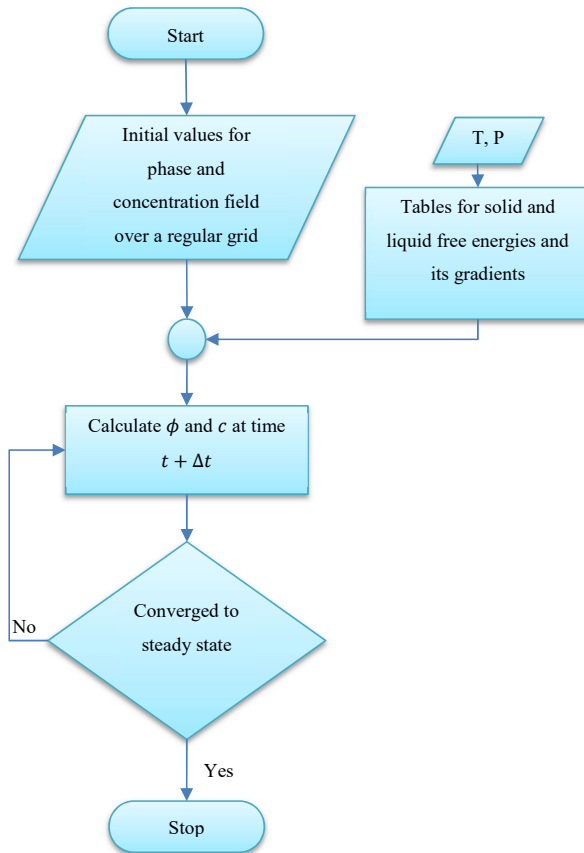 Start
Initial values for
phase and
concentration field
over a regular grid
T, P
Tables for solid and
liquid free energies and
its gradients
Calculate 𝜙 and 𝑐 at time
𝑡 + Δ𝑡
Converged to
steady state
No
Yes
Stop